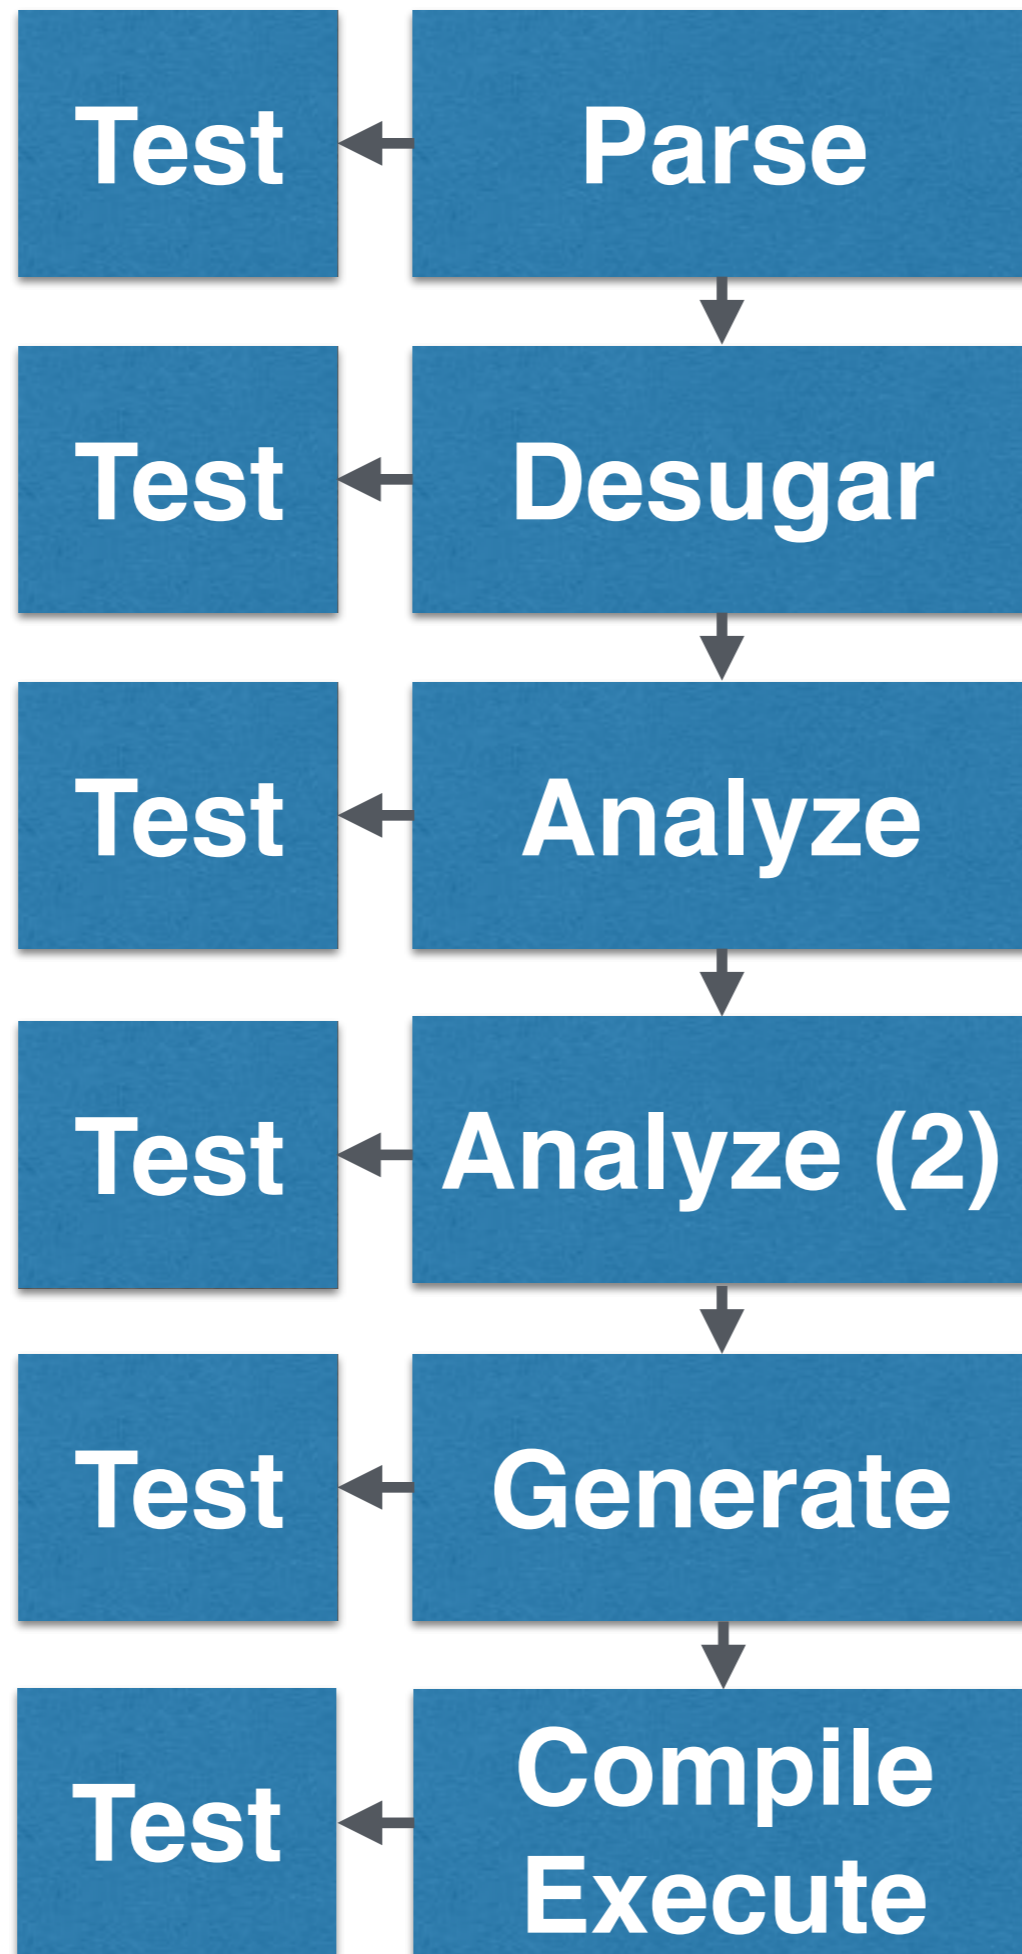 Test
Parse
Test
Desugar
Test
Analyze
Test
Analyze (2)
Test
Generate
Test
Compile
Execute